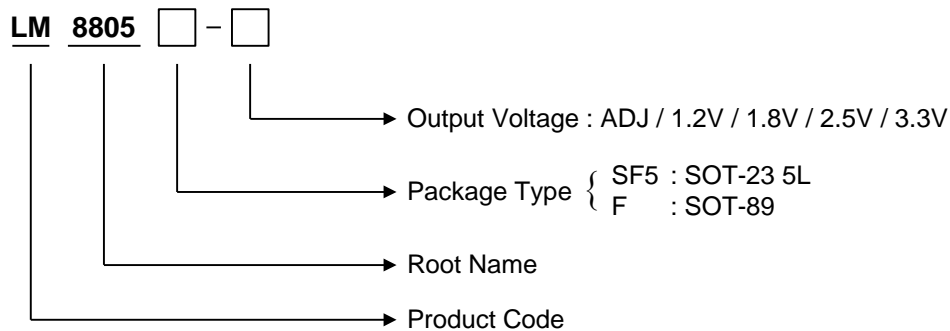 LM 8805 –
Output Voltage : ADJ / 1.2V / 1.8V / 2.5V / 3.3V
Package Type { SF5 : SOT-23 5L
F : SOT-89
Root Name
Product Code